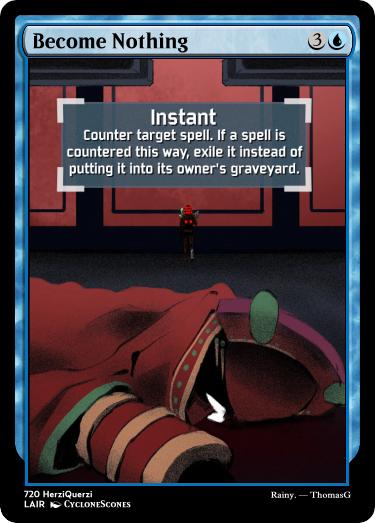 Become Nothing
3
Instant
Counter target spell. If a spell is
countered this way, exile it instead of
putting it into its owner's graveyard.
720 HerziQuerzi
LAIR CycloneScones
Rainy. — ThomasG